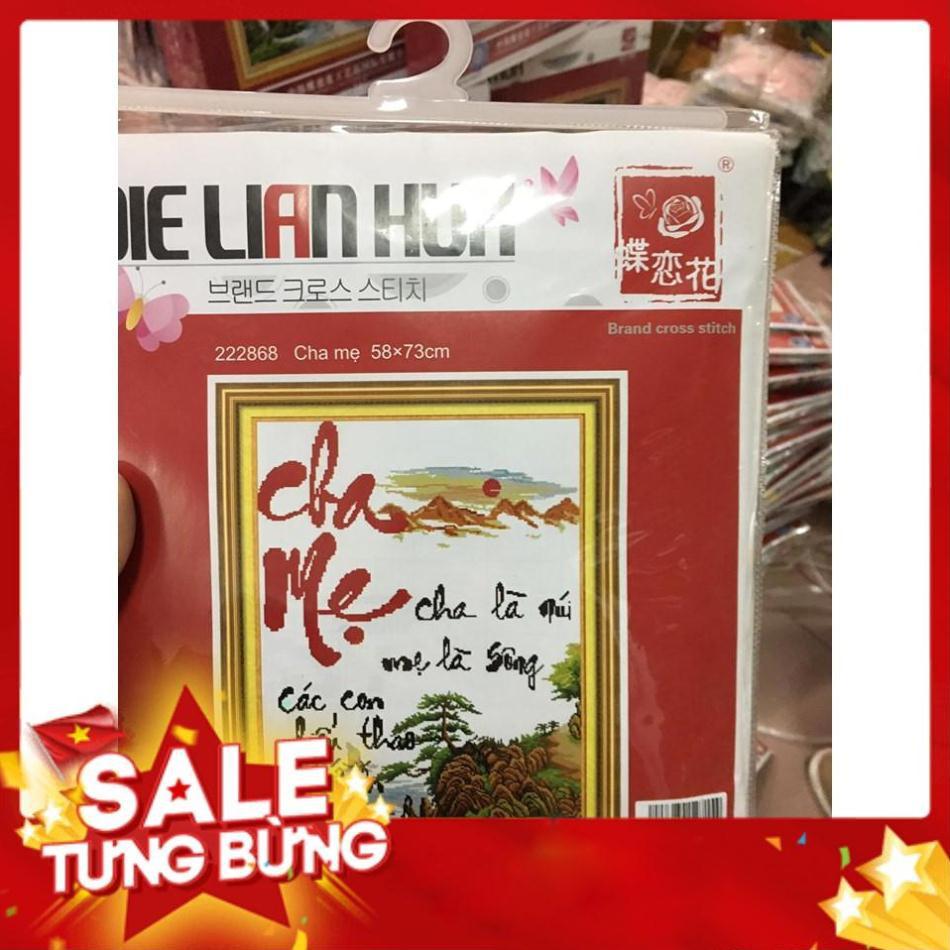 DIE LIAN HUA
®
브랜드 크로스 스티치
蝶恋花
Brand cross stitch
222868 Cha mẹ 58×73cm
Cha
Mẹ
cha là núi
mẹ là sông
các con
thao
SALE
TƯNG BỪNG